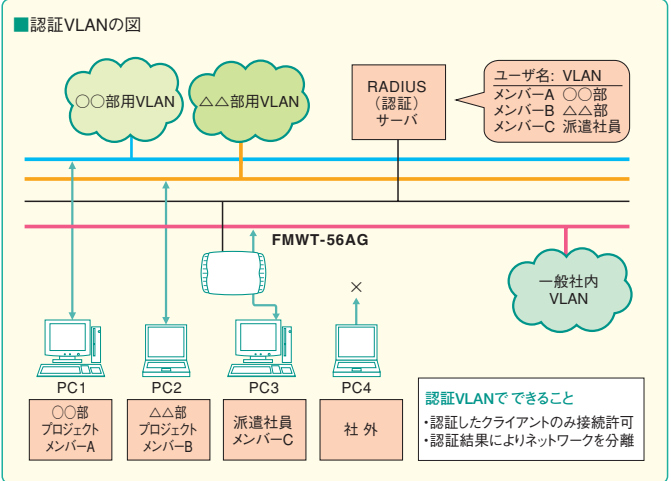 ■認証VLANの図
○○部用VLAN
△△部用VLAN
RADIUS
（認証）
サーバ
ユーザ名: VLAN
メンバーA ○○部
メンバーB △△部
メンバーC 派遣社員
FMWT-56AG
一般社内
VLAN
×
PC1
PC2
PC3
PC4
○○部
プロジェクト
メンバーA
△△部
プロジェクト
メンバーB
派遣社員
メンバーC
社 外
認証VLANで できること
・認証したクライアントのみ接続許可
・認証結果によりネットワークを分離